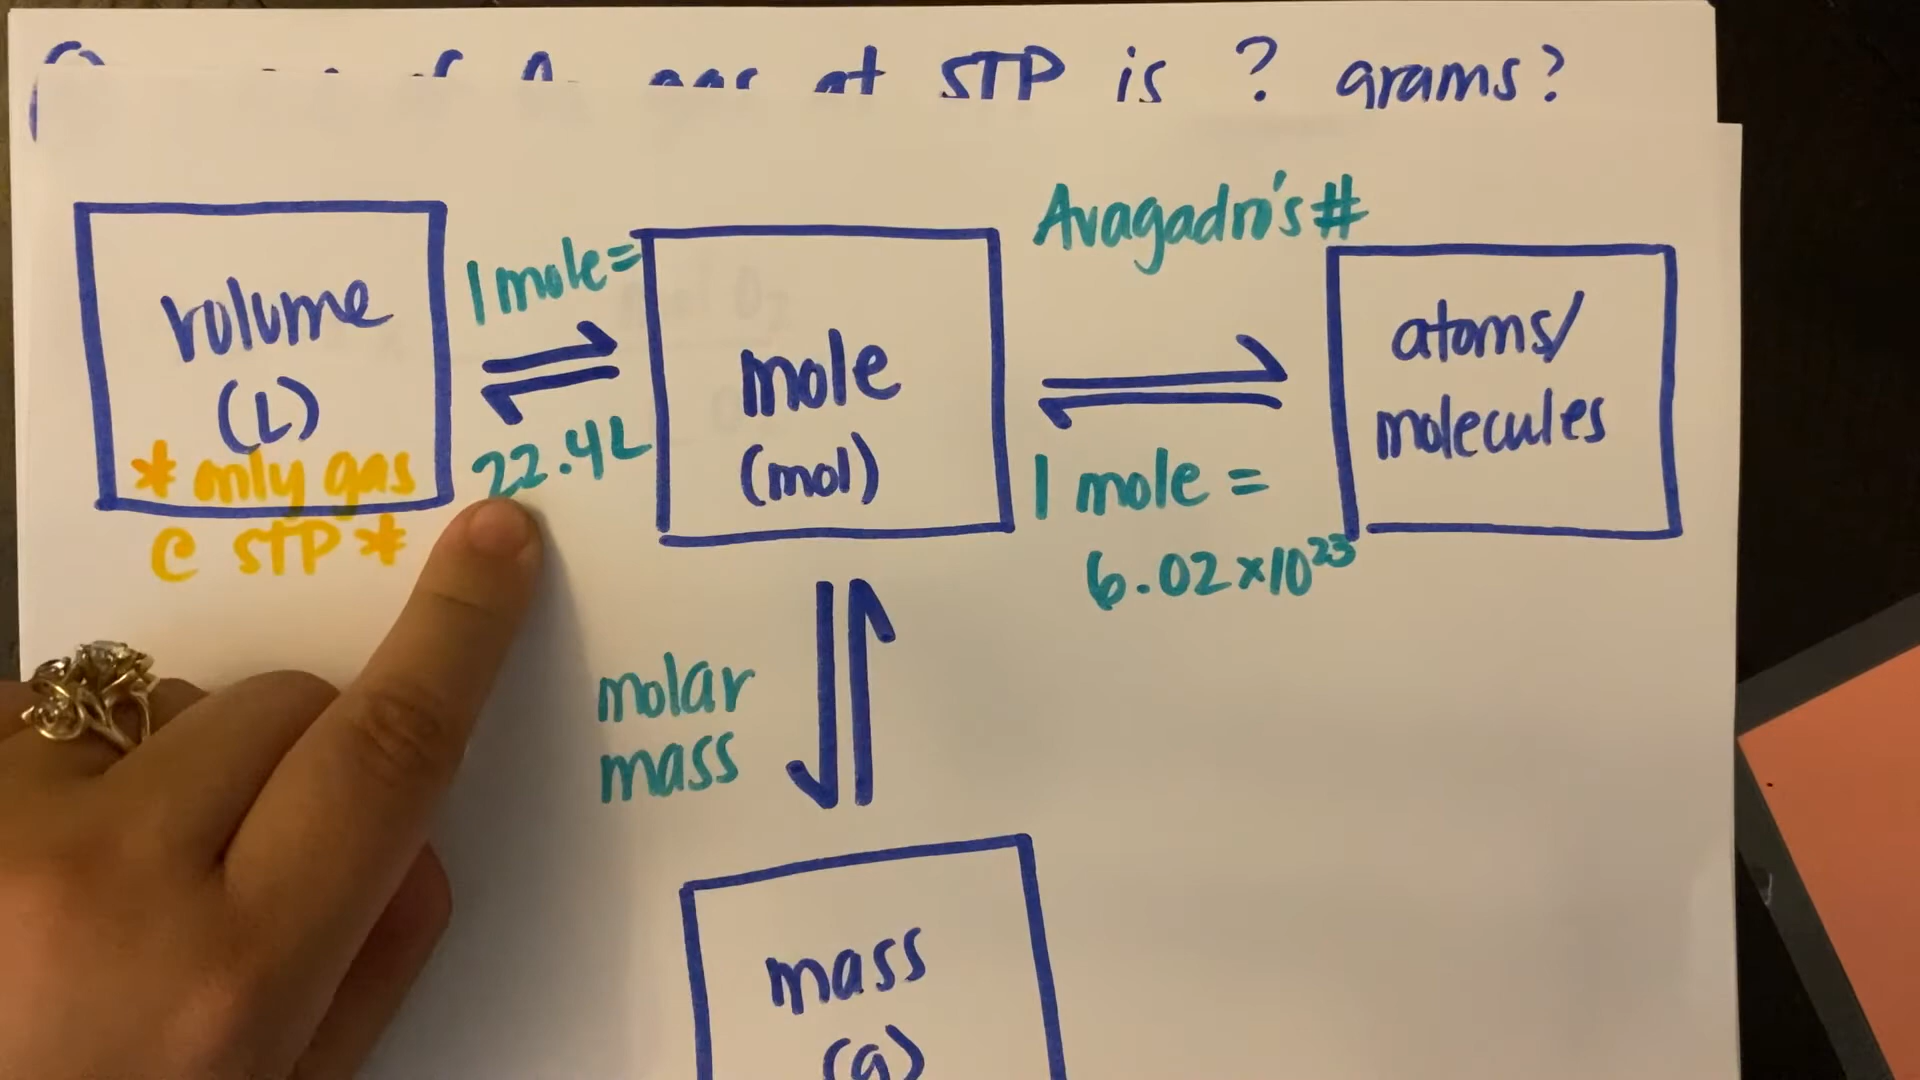 at STP is ? grams?
volume
(L)
* only gas
@ STP *
1 mole =
22.4L
mole
(mol)
Avagadro's #
1 mole =
6.02x10²³
atoms/
molecules
molar
mass
mass
(g)